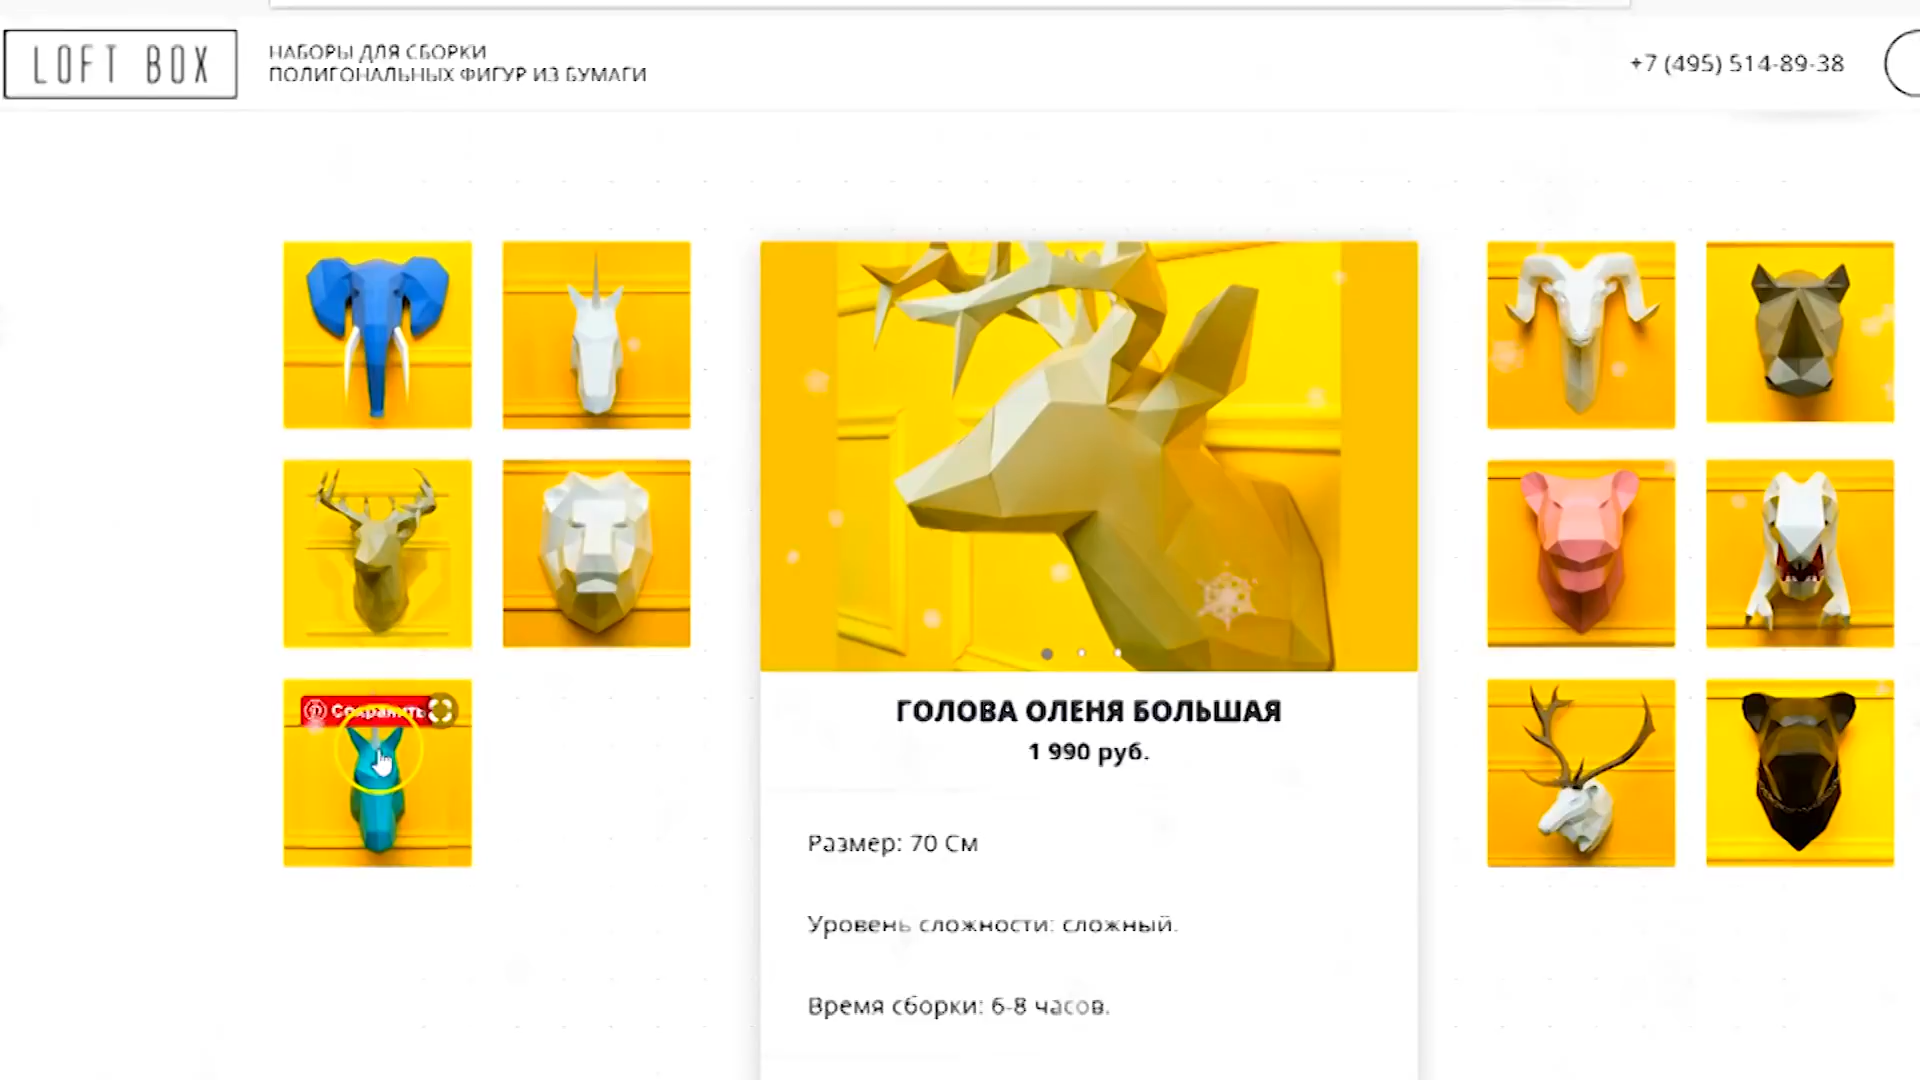 LOFT BOX
НАБОРЫ ДЛЯ СБОРКИ
ПОЛИГОНАЛЬНЫХ ФИГУР ИЗ БУМАГИ
+7 (495) 514-89-38
Сохранить
ГОЛОВА ОЛЕНЯ БОЛЬШАЯ
1 990 руб.
Размер: 70 См
Уровень сложности: сложный.
Время сборки: 6-8 часов.